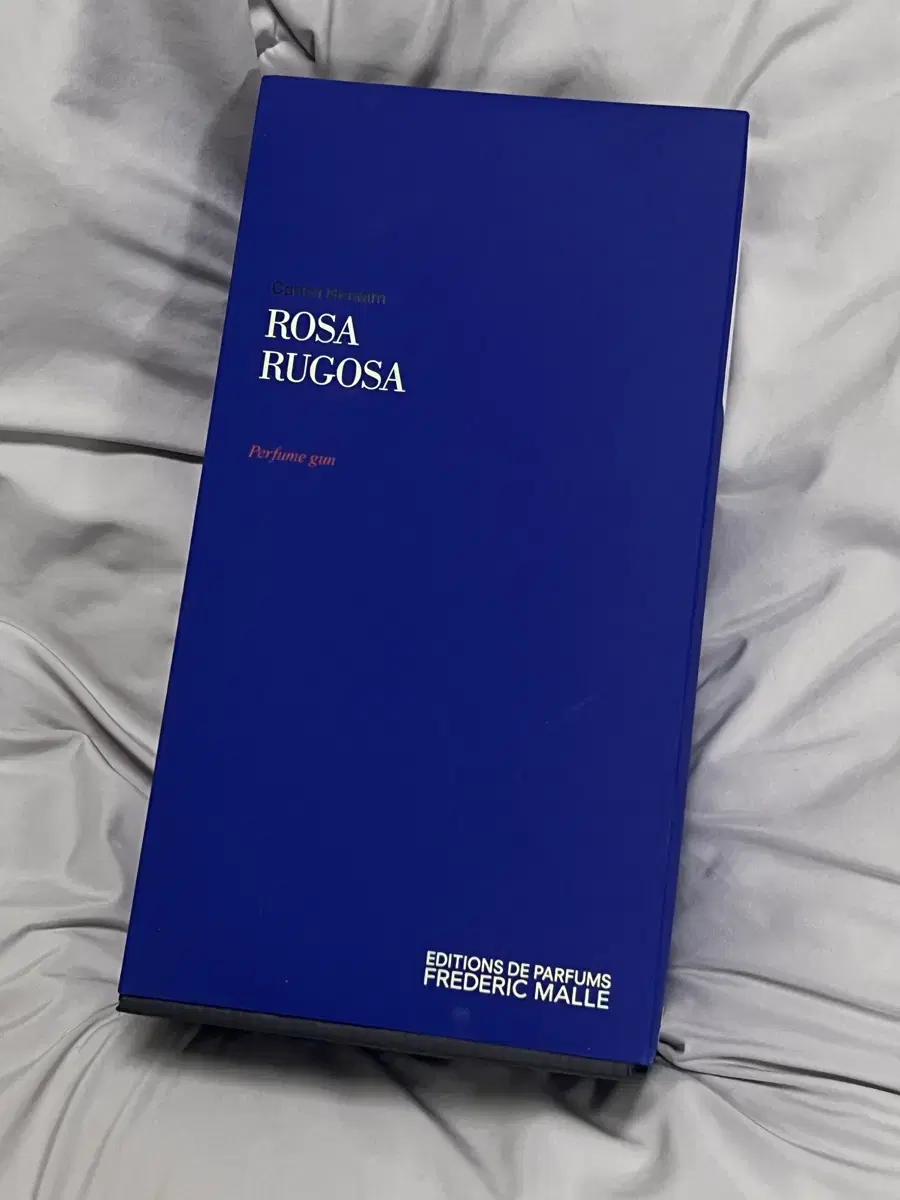 ROSA
RUGOSA
Perfume gun
EDITIONS DE PARFUMS
FREDERIC MALLE